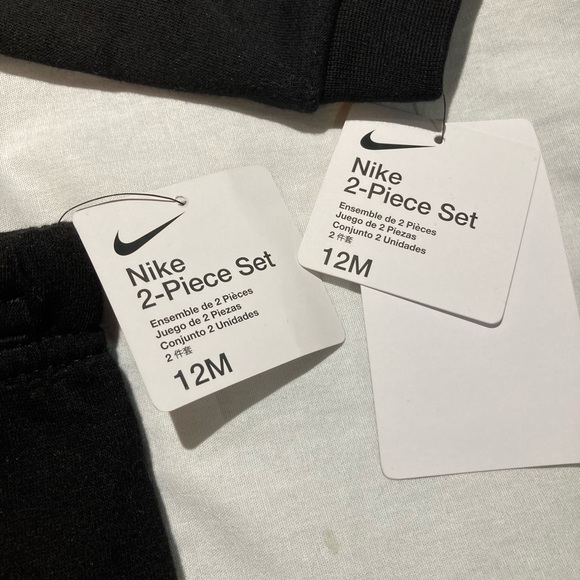 Nike
2-Piece Set
Ensemble de 2 Pièces
Juego de 2 Piezas
Conjunto 2 Unidades
2 件套
12M
Nike
2-Piece Set
Ensemble de 2 Pièces
Juego de 2 Piezas
Conjunto 2 Unidades
2 件套
12M